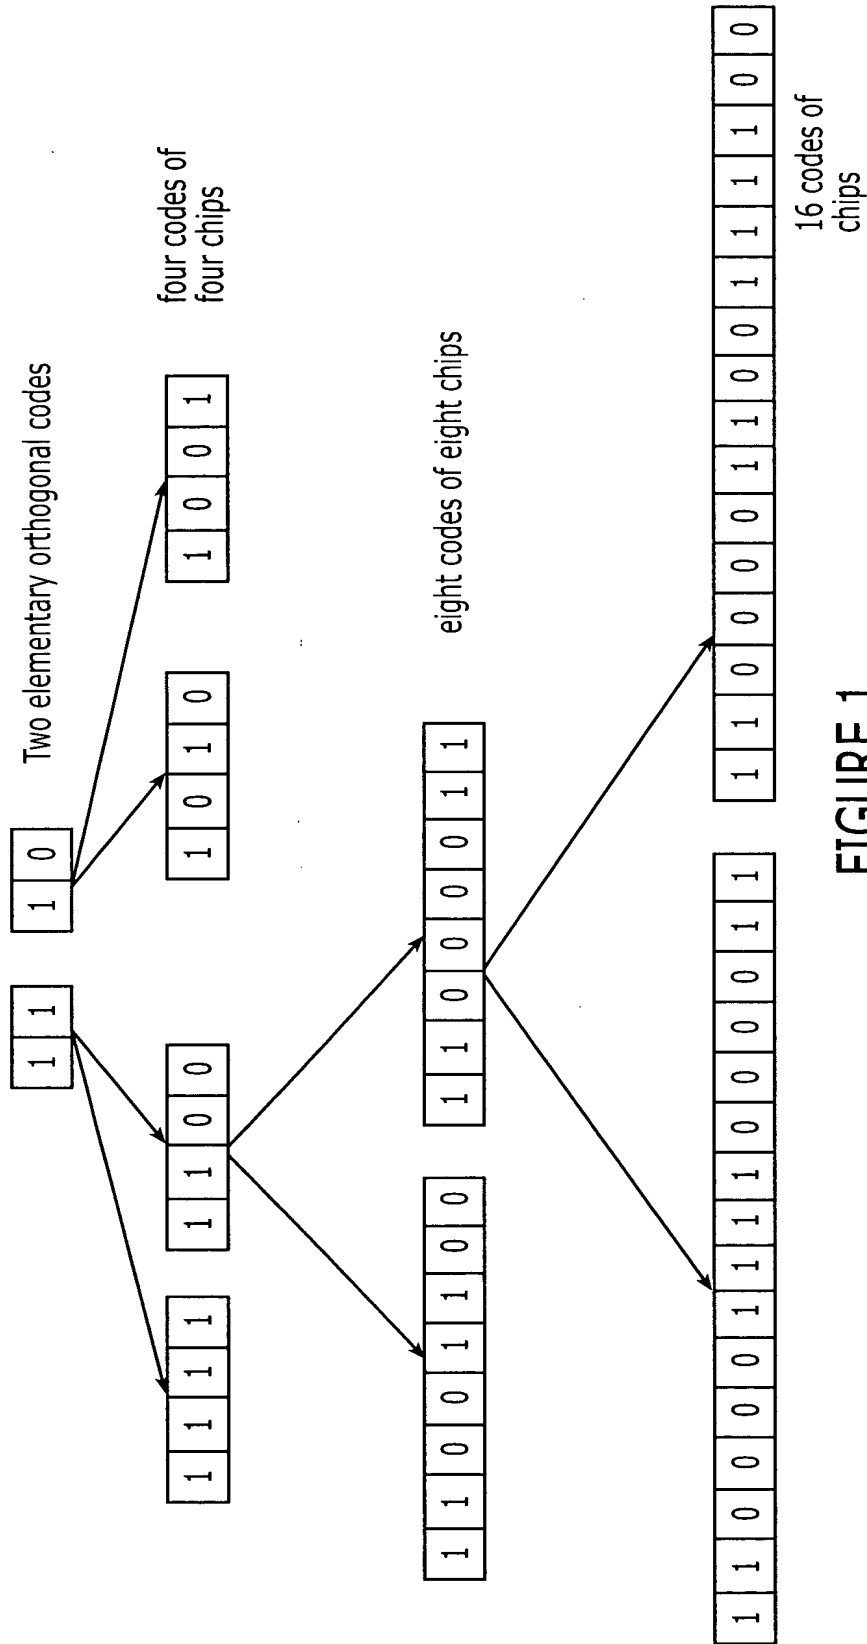 1 1
1 0
Two elementary orthogonal codes
1 1 1 1
1 1 0 0
1 0 1 0
1 0 0 1
four codes of
four chips
1 1 0 0 1 1 0 0
1 1 0 0 0 0 1 1
eight codes of eight chips
1 1 0 0 0 0 1 1 1 1 0 0 0 0 1 1
1 1 0 0 0 0 1 1 0 0 1 1 1 1 0 0
16 codes of
chips
FIGURE 1